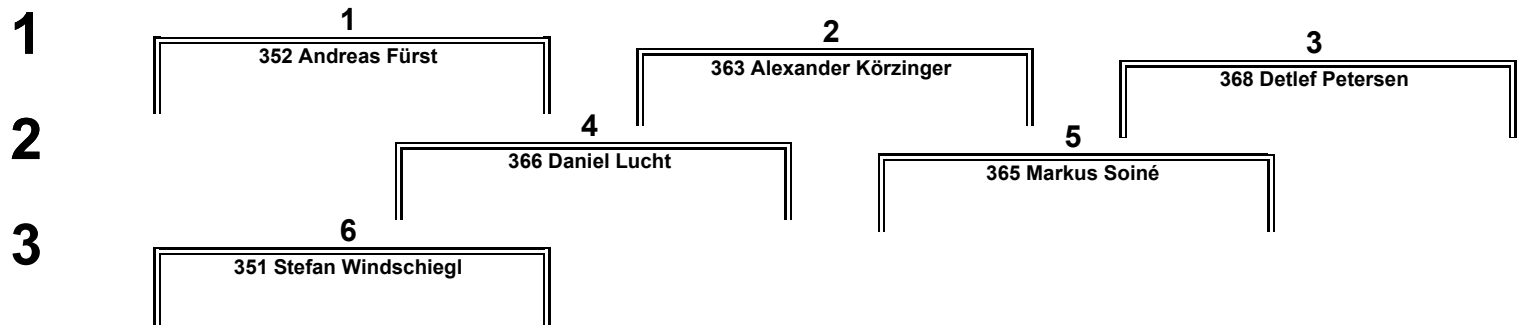 1
1
352 Andreas Fürst
2
363 Alexander Körzinger
3
368 Detlef Petersen
2
4
366 Daniel Lucht
5
365 Markus Soiné
3
6
351 Stefan Windschiegl